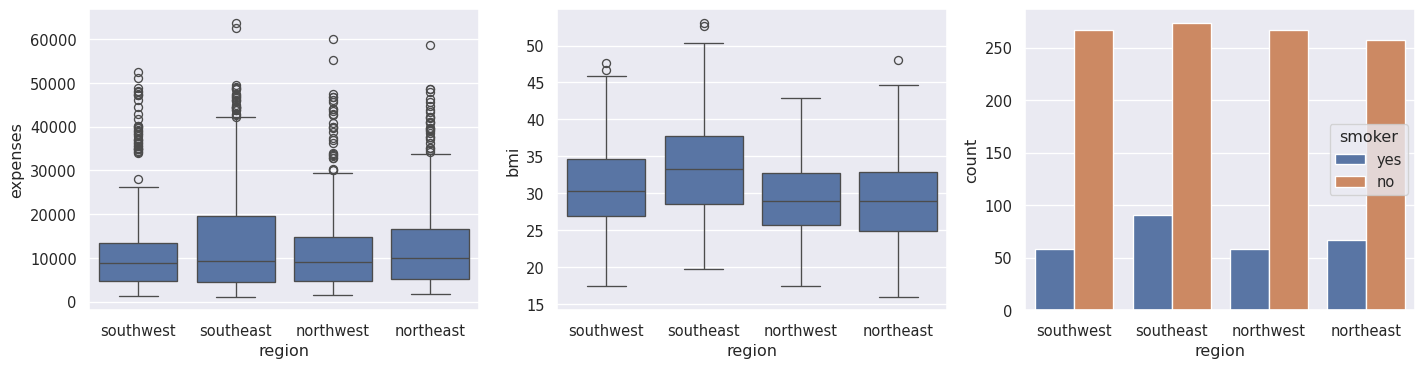 expenses
60000
50000
40000
30000
20000
10000
0
southwest southeast northwest northeast
region
bmi
50
45
40
35
30
25
20
15
southwest southeast northwest northeast
region
count
250
200
150
100
50
0
smoker
yes
no
southwest southeast northwest northeast
region